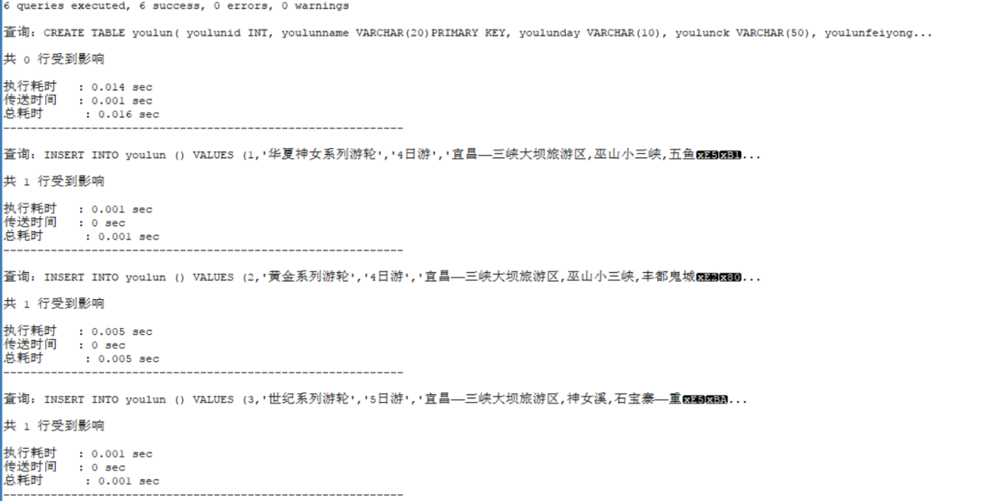 6 queries executed, 6 success, 0 errors, 0 warnings
查询：CREATE TABLE youlun( youlunid INT, youlunname VARCHAR(20)PRIMARY KEY, youlunday VARCHAR(10), youlunck VARCHAR(50), youlunfeiyong...
共 0 行受到影响
执行耗时   : 0.014 sec
传送时间   : 0.001 sec
总耗时      : 0.016 sec
-----------------------------------------------------------
查询：INSERT INTO youlun () VALUES (1,'华夏神女系列游轮','4日游','宜昌——三峡大坝旅游区,巫山小三峡,五鱼xE5xB1...
共 1 行受到影响
执行耗时   : 0.001 sec
传送时间   : 0 sec
总耗时      : 0.001 sec
-----------------------------------------------------------
查询：INSERT INTO youlun () VALUES (2,'黄金系列游轮','4日游','宜昌——三峡大坝旅游区,巫山小三峡,丰都鬼城xE2x80...
共 1 行受到影响
执行耗时   : 0.005 sec
传送时间   : 0 sec
总耗时      : 0.005 sec
-----------------------------------------------------------
查询：INSERT INTO youlun () VALUES (3,'世纪系列游轮','5日游','宜昌——三峡大坝旅游区,神女溪,石宝寨——重xE5xBA...
共 1 行受到影响
执行耗时   : 0.001 sec
传送时间   : 0 sec
总耗时      : 0.001 sec
-----------------------------------------------------------